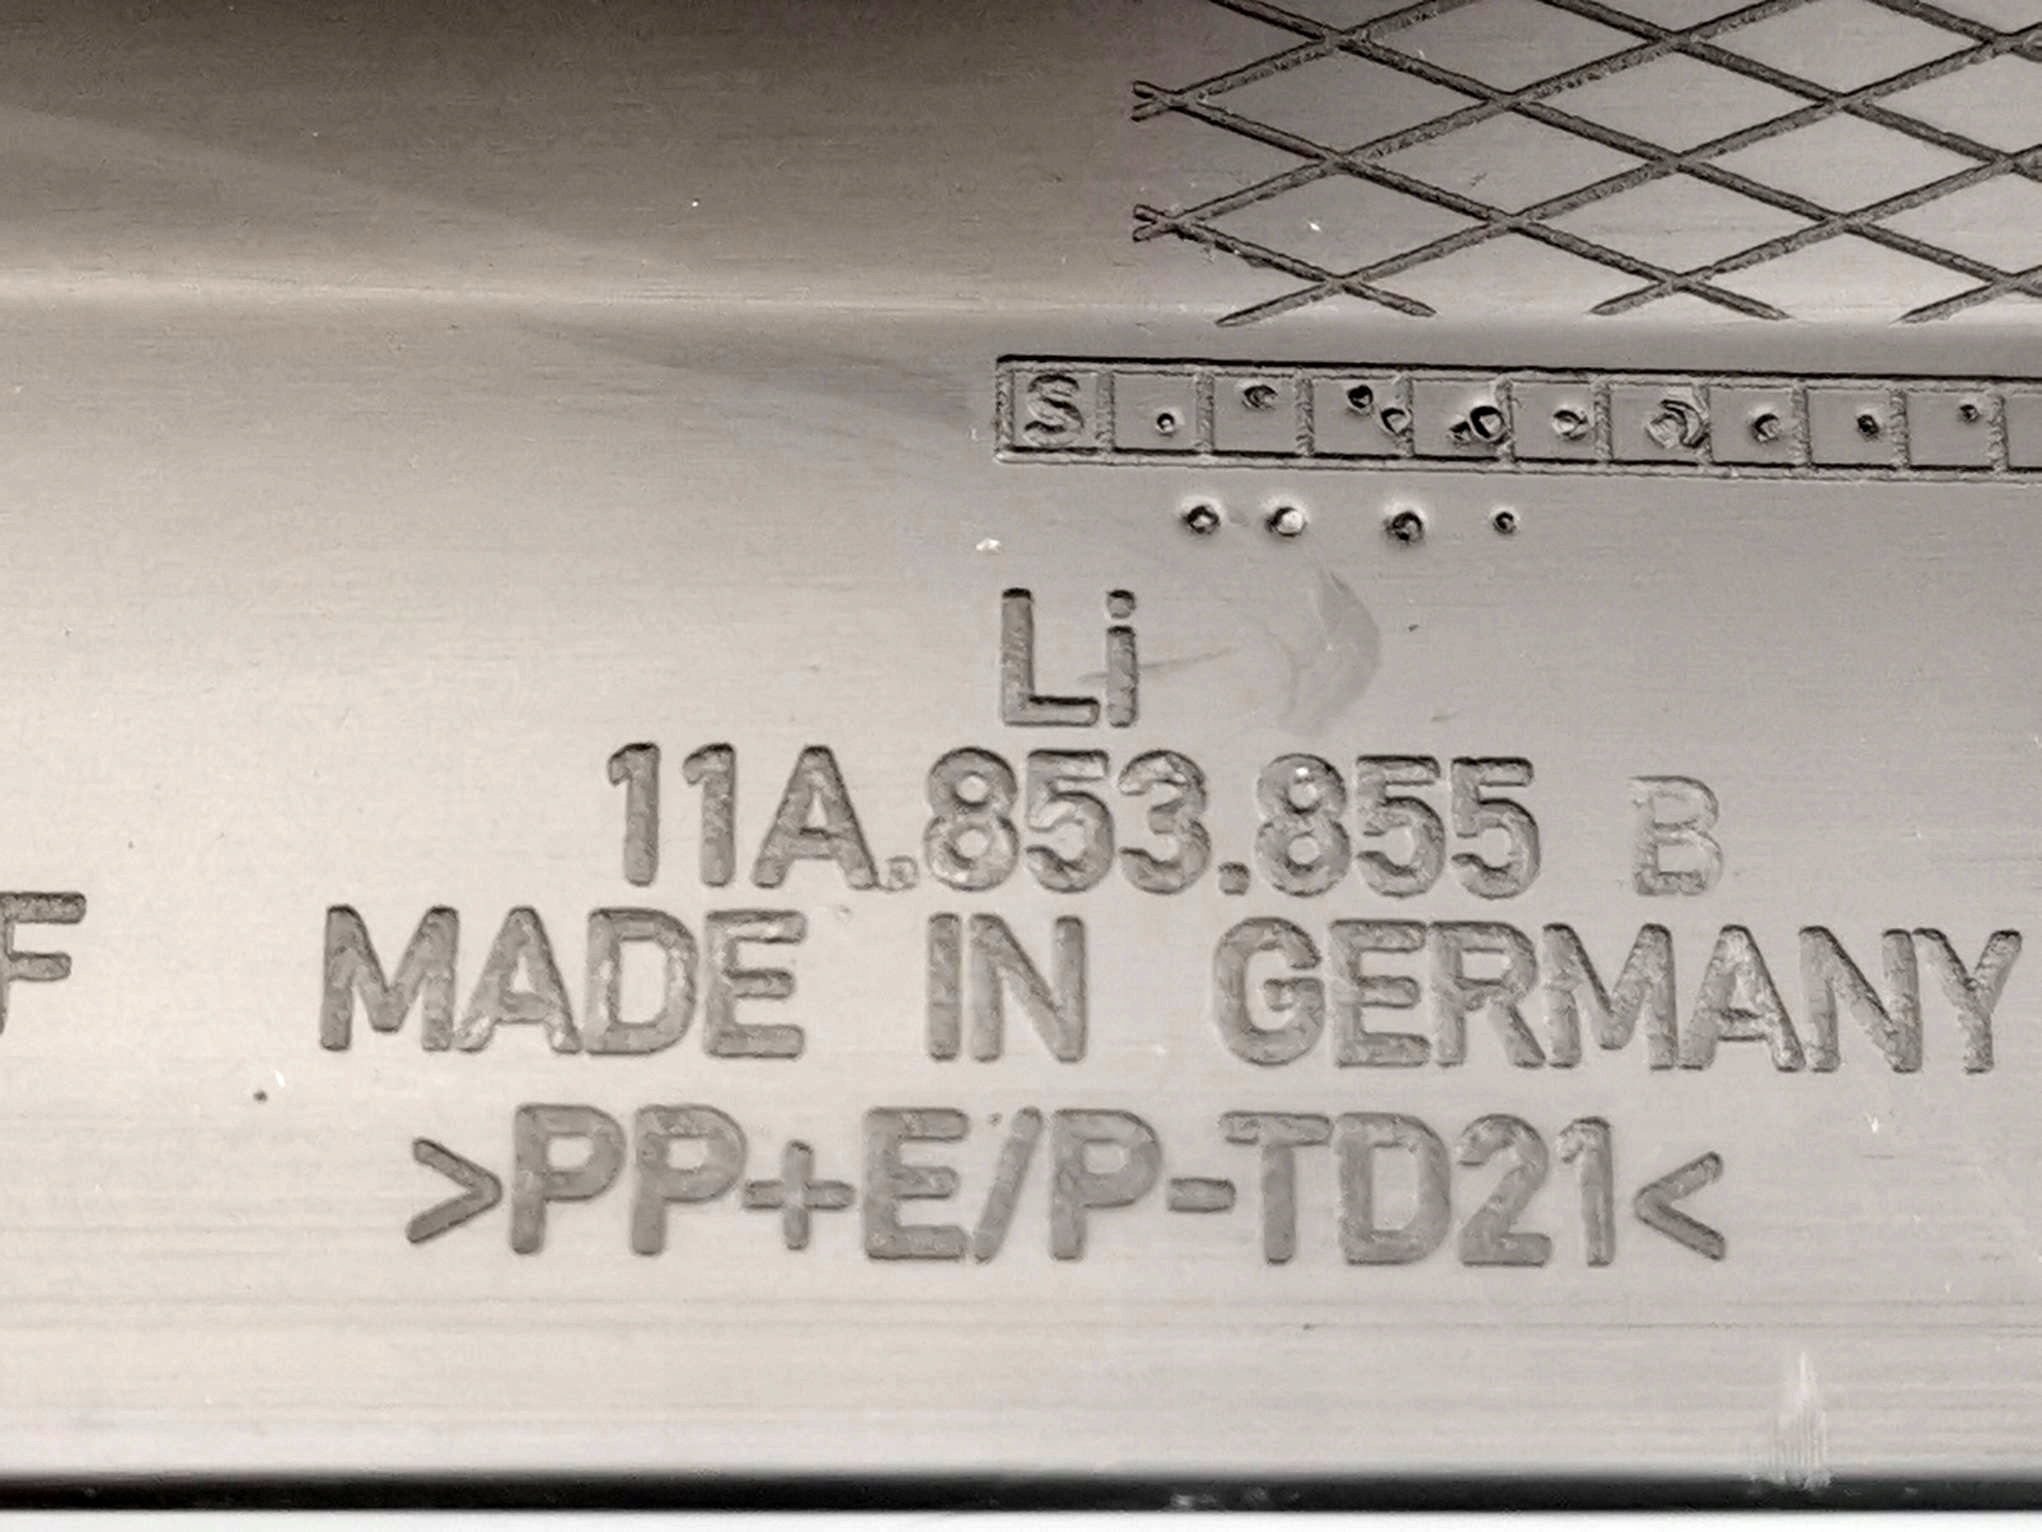 Li
11A.853.855 B
F
MADE IN GERMANY
>PP+E/P-TD21<